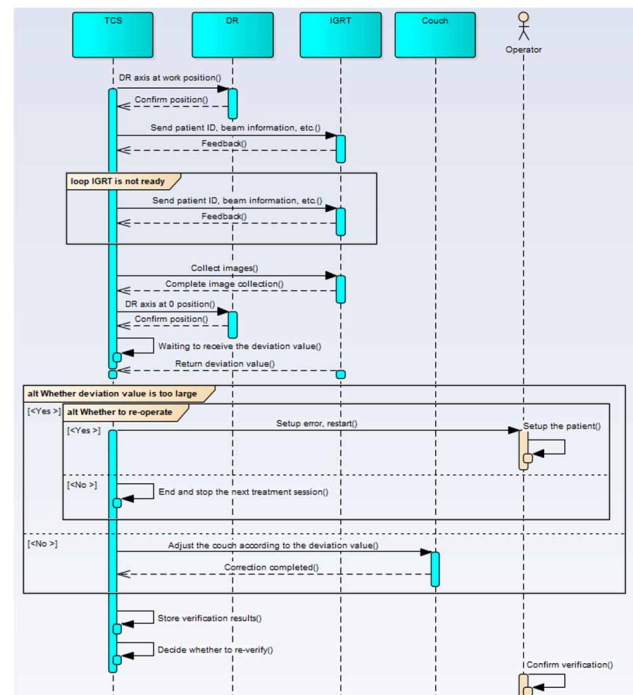 TCS
DR
IGRT
Couch
Operator
DR axis at work position()
Confirm position()
Send patient ID, beam information, etc.()
Feedback()
loop IGRT is not ready
Send patient ID, beam information, etc.()
Feedback()
Collect images()
Complete image collection()
DR axis at 0 position()
Confirm position()
Waiting to receive the deviation value()
Return deviation value()
alt Whether deviation value is too large
[<Yes >]
alt Whether to re-operate
[<Yes >]
Setup error, restart()
Setup the patient()
[<No >]
End and stop the next treatment session()
[<No >]
Adjust the couch according to the deviation value()
Correction completed()
Store verification results()
Decide whether to re-verify()
Confirm verification()